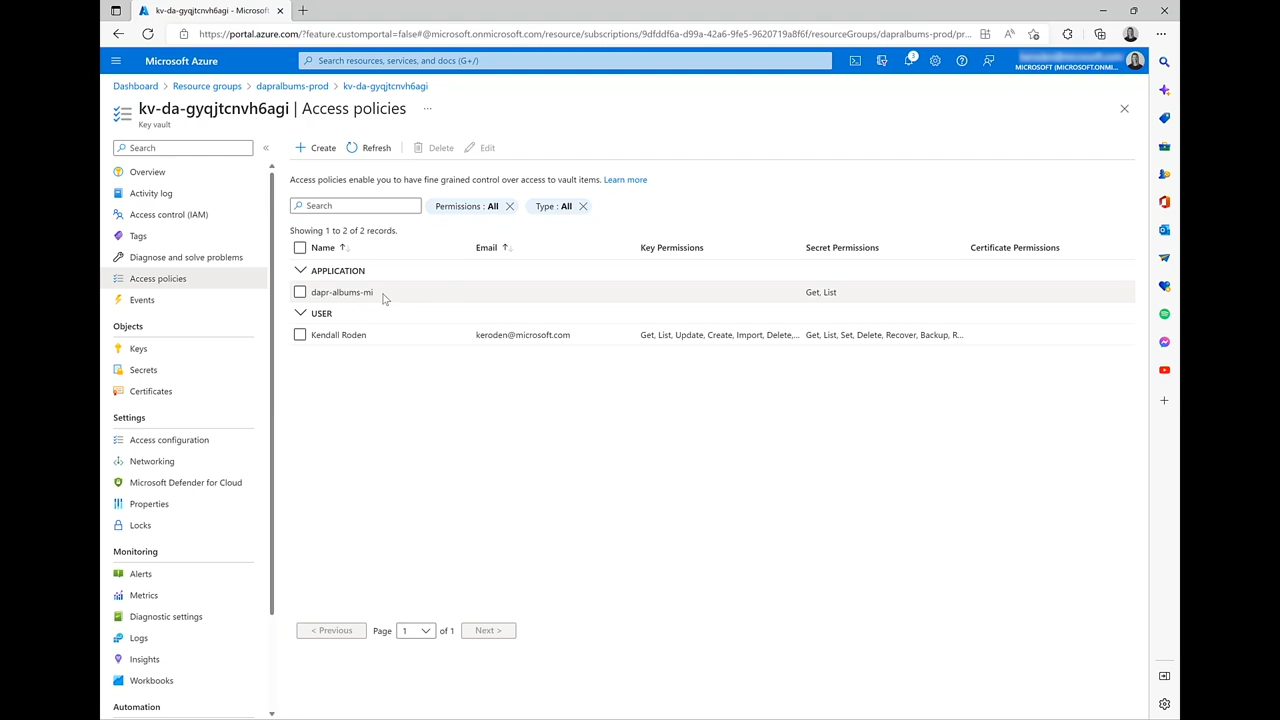 kv-da-gyqjtcnvh6agi - Microsoft
https://portal.azure.com/?feature.customportal=false#@microsoft.onmicrosoft.com/resource/subscriptions/9dfddf6a-d99a-42a6-9fe5-9620719a8f6f/resourceGroups/dapralbums-prod/pr...
Microsoft Azure
Search resources, services, and docs (G+/)
3
MICROSOFT (MICROSOFT.ONMI...
Dashboard > Resource groups > dapralbums-prod > kv-da-gyqjtcnvh6agi
kv-da-gyqjtcnvh6agi | Access policies ...
Key vault
Search «
Overview
Activity log
Access control (IAM)
Tags
Diagnose and solve problems
Access policies
Events
Objects
Keys
Secrets
Certificates
Settings
Access configuration
Networking
Microsoft Defender for Cloud
Properties
Locks
Monitoring
Alerts
Metrics
Diagnostic settings
Logs
Insights
Workbooks
Automation
+ Create Refresh Delete Edit
Access policies enable you to have fine grained control over access to vault items. Learn more
Search Permissions : All Type : All
Showing 1 to 2 of 2 records.
Name Email Key Permissions Secret Permissions Certificate Permissions
APPLICATION
dapr-albums-mi Get, List
USER
Kendall Roden keroden@microsoft.com Get, List, Update, Create, Import, Delete,... Get, List, Set, Delete, Recover, Backup, R...
< Previous Page 1 of 1 Next >